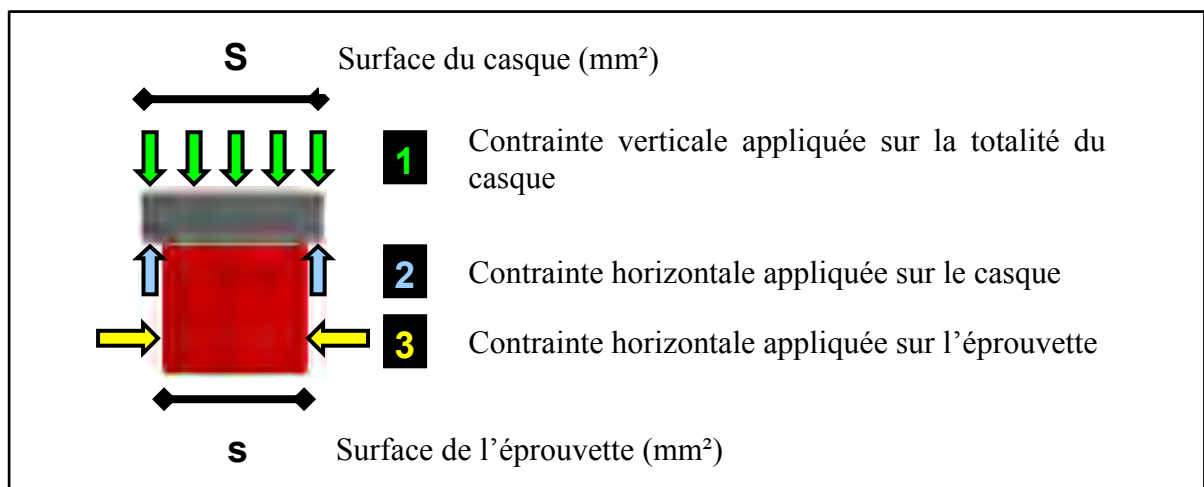 S Surface du casque (mm²)
1 Contrainte verticale appliquée sur la totalité du
casque
2 Contrainte horizontale appliquée sur le casque
3 Contrainte horizontale appliquée sur l’éprouvette
s Surface de l’éprouvette (mm²)